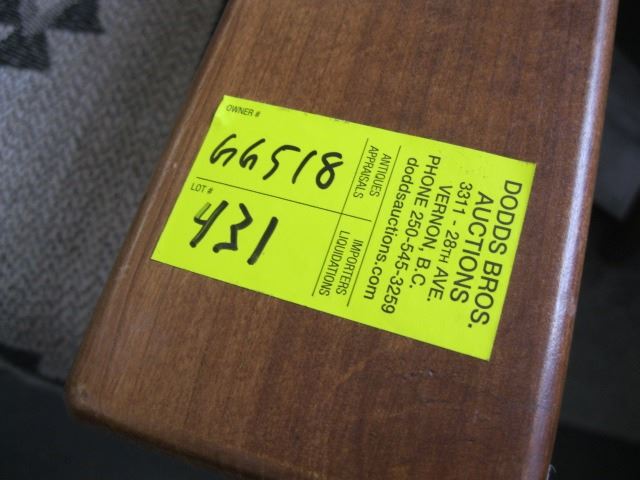 DODDS BROS.
AUCTIONS
3311 - 28TH AVE.
VERNON, B.C.
PHONE 250-545-3259
doddsauctions.com
ANTIQUES IMPORTERS
APPRAISALS LIQUIDATIONS
OWNER #
66518
LOT #
431